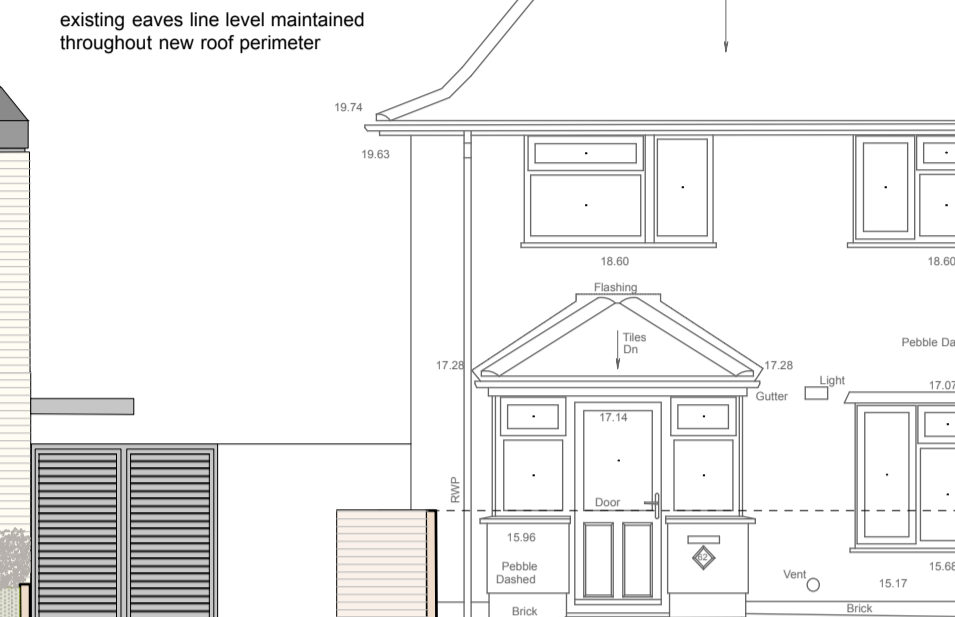 existing eaves line level maintained
throughout new roof perimeter
19.74
19.63
18.60
18.60
Flashing
Tiles
Dn
Pebble Da
17.28
17.28
Light
Gutter
17.07
17.14
RWP
Door
15.96
62
Pebble
Dashed
Vent
15.17
15.68
Brick
Brick